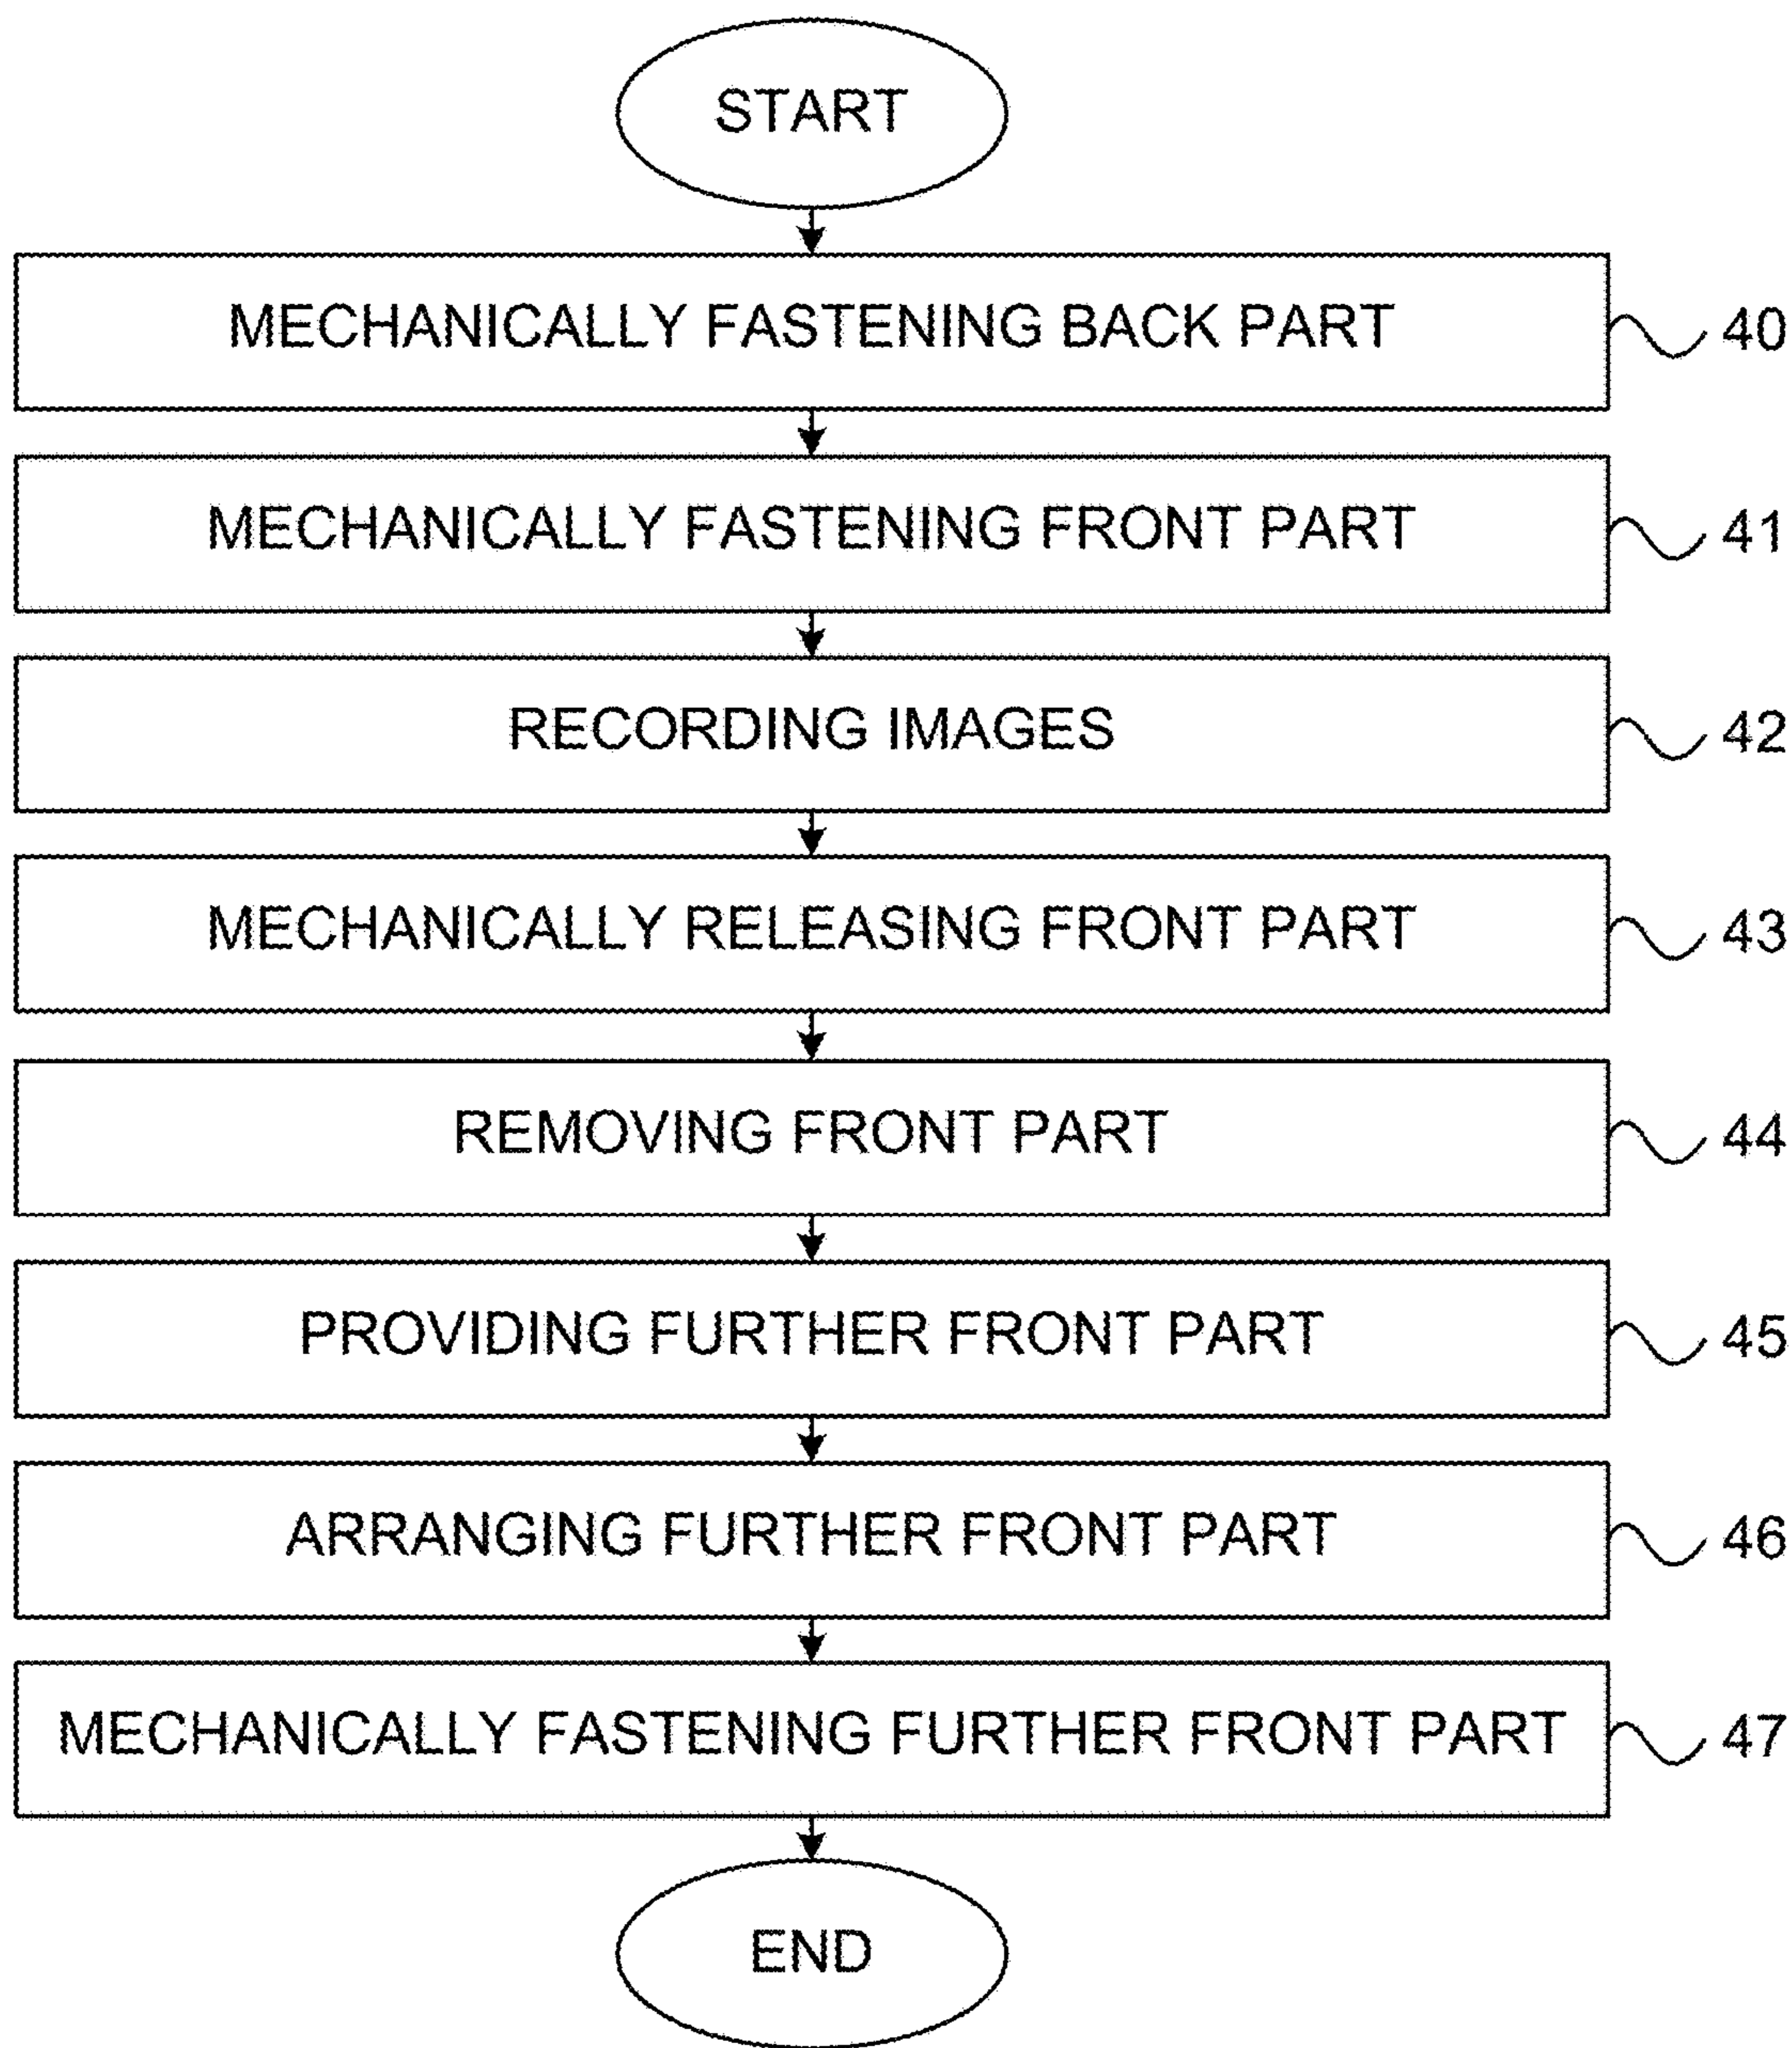 START
MECHANICALLY FASTENING BACK PART 40
MECHANICALLY FASTENING FRONT PART 41
RECORDING IMAGES 42
MECHANICALLY RELEASING FRONT PART 43
REMOVING FRONT PART 44
PROVIDING FURTHER FRONT PART 45
ARRANGING FURTHER FRONT PART 46
MECHANICALLY FASTENING FURTHER FRONT PART 47
END